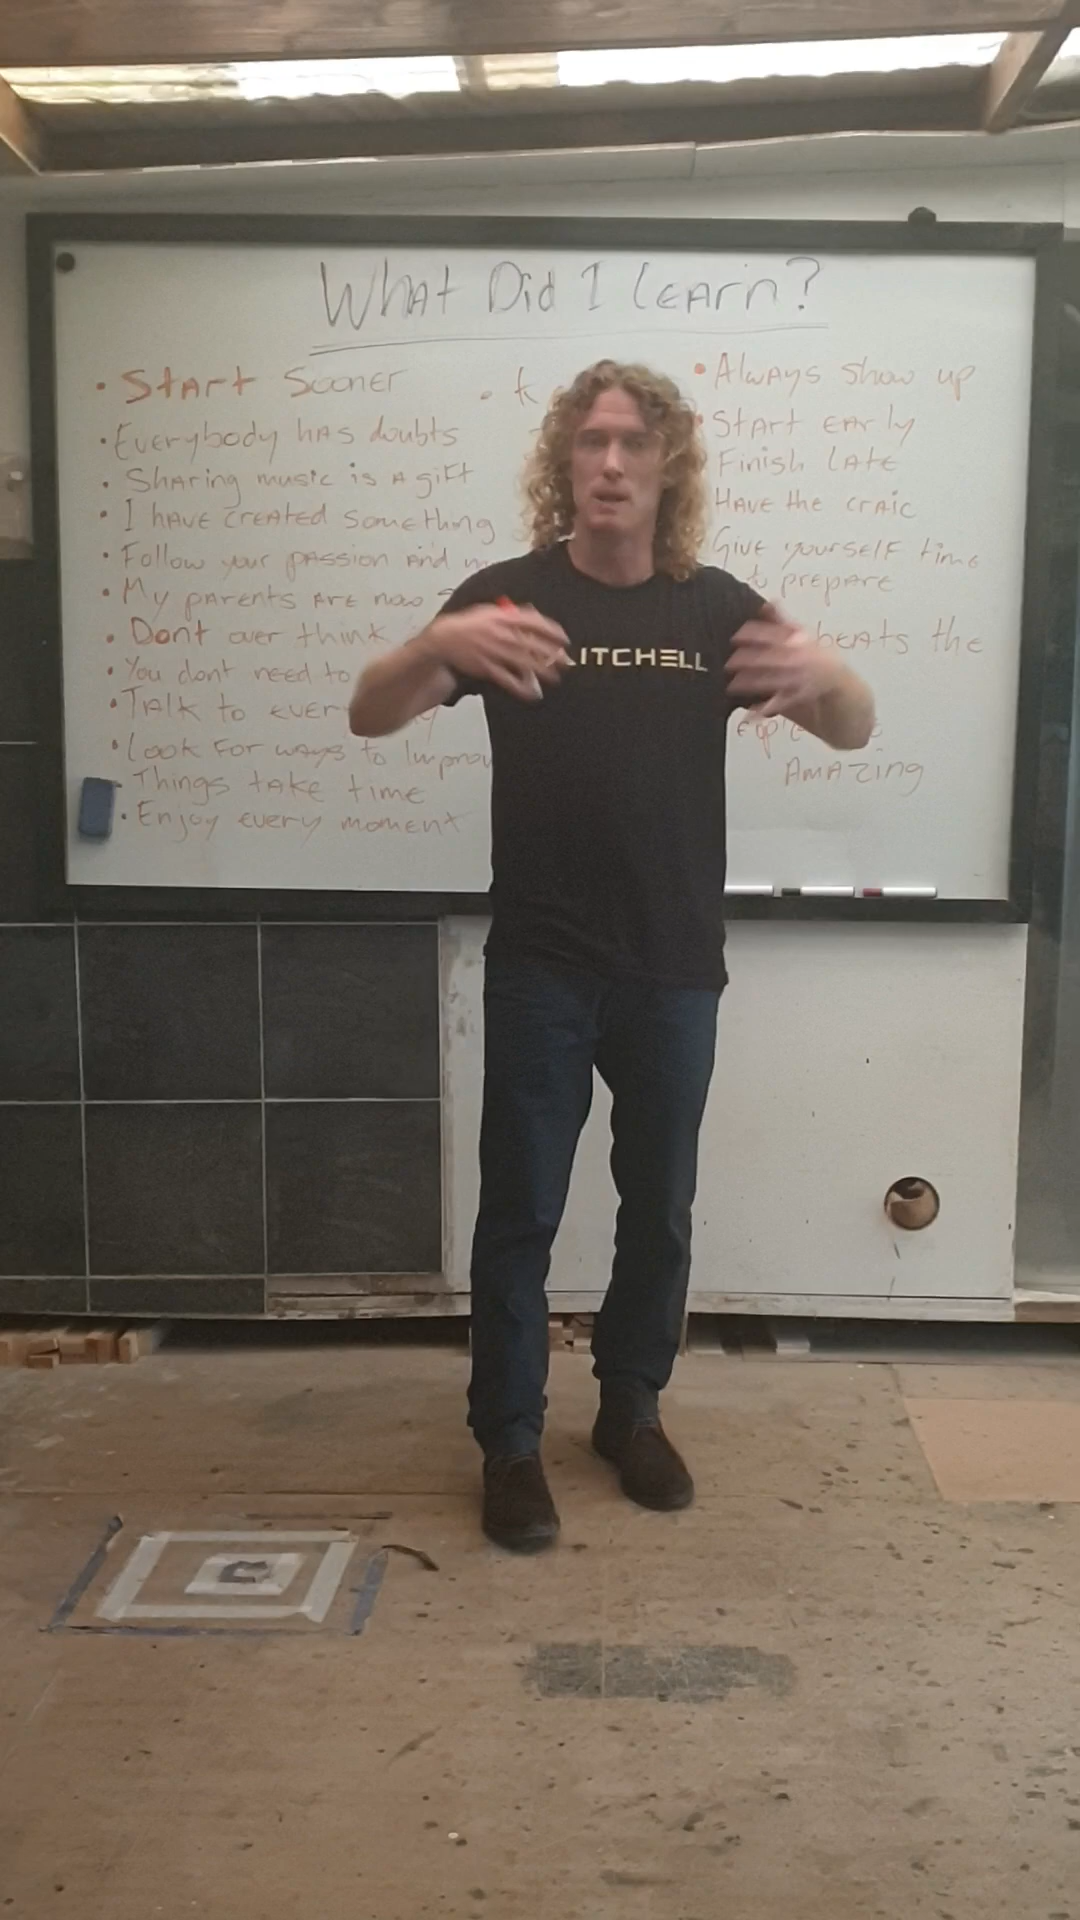 What Did I Learn?
Start Sooner
Everybody has doubts
Sharing music is a gift
I have created something
Follow your passion and
My parents are now
Dont over think
You dont need to
Talk to
Look for ways to
Things take time
Enjoy every moment
Always show up
Start early
Finish late
Have the craic
Give yourself time
to prepare
beats the
Amazing
ITCHELL